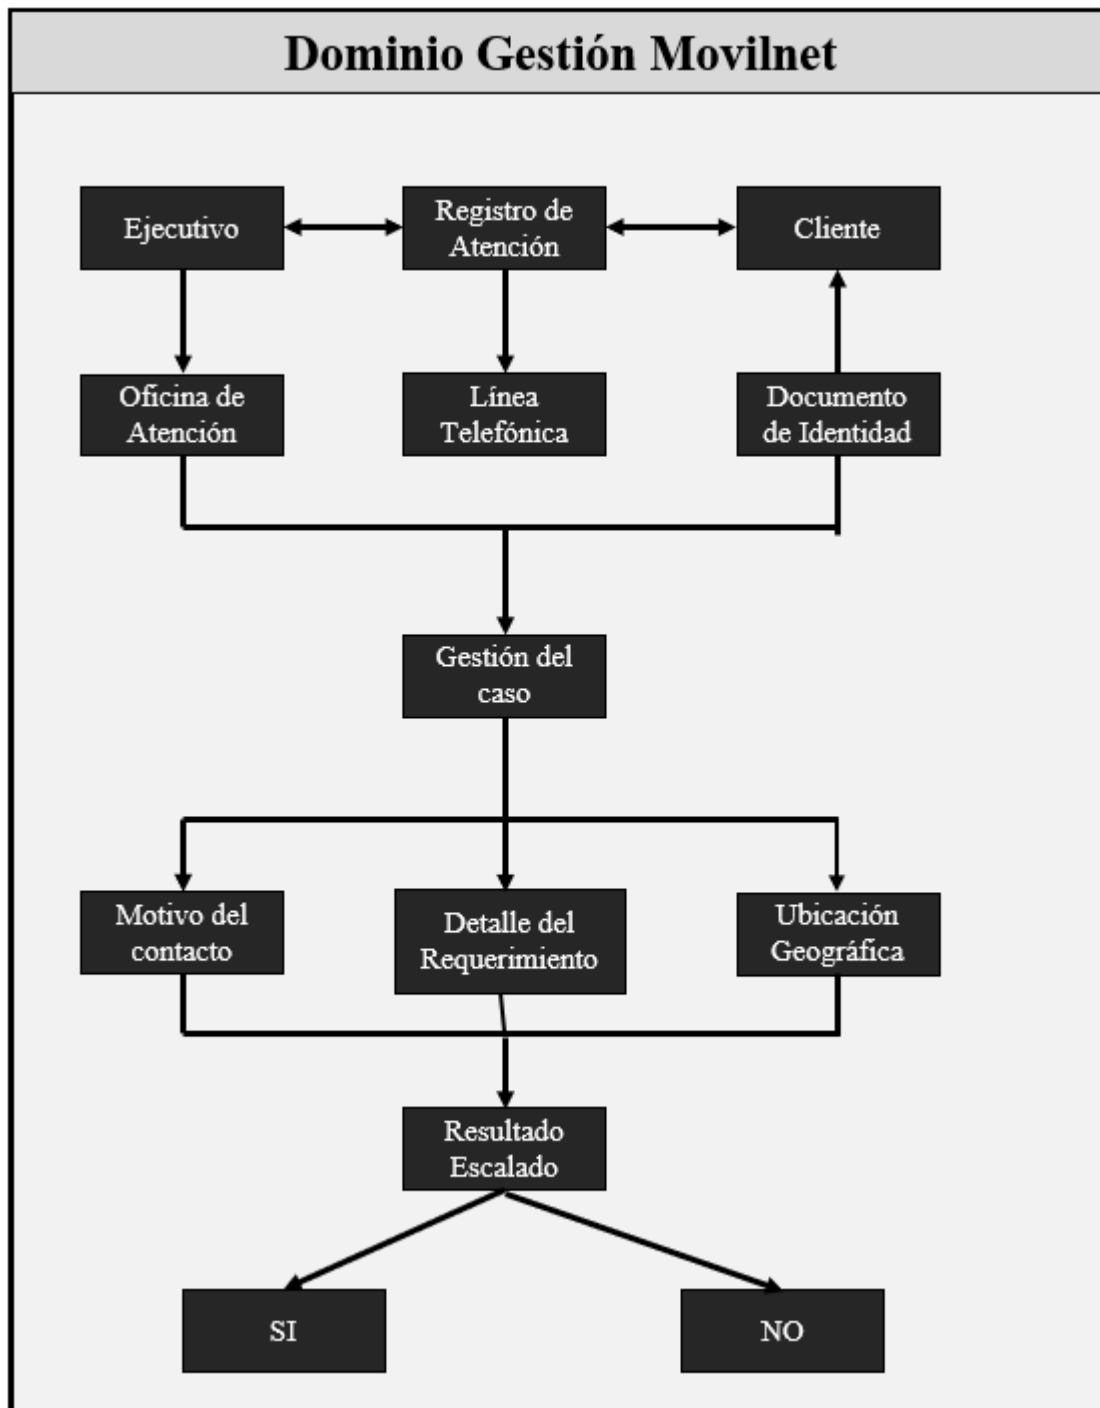 Dominio Gestión Movilnet
Ejecutivo
Registro de
Atención
Cliente
Oficina de
Atención
Línea
Telefónica
Documento
de Identidad
Gestión del
caso
Motivo del
contacto
Detalle del
Requerimiento
Ubicación
Geográfica
Resultado
Escalado
SI
NO